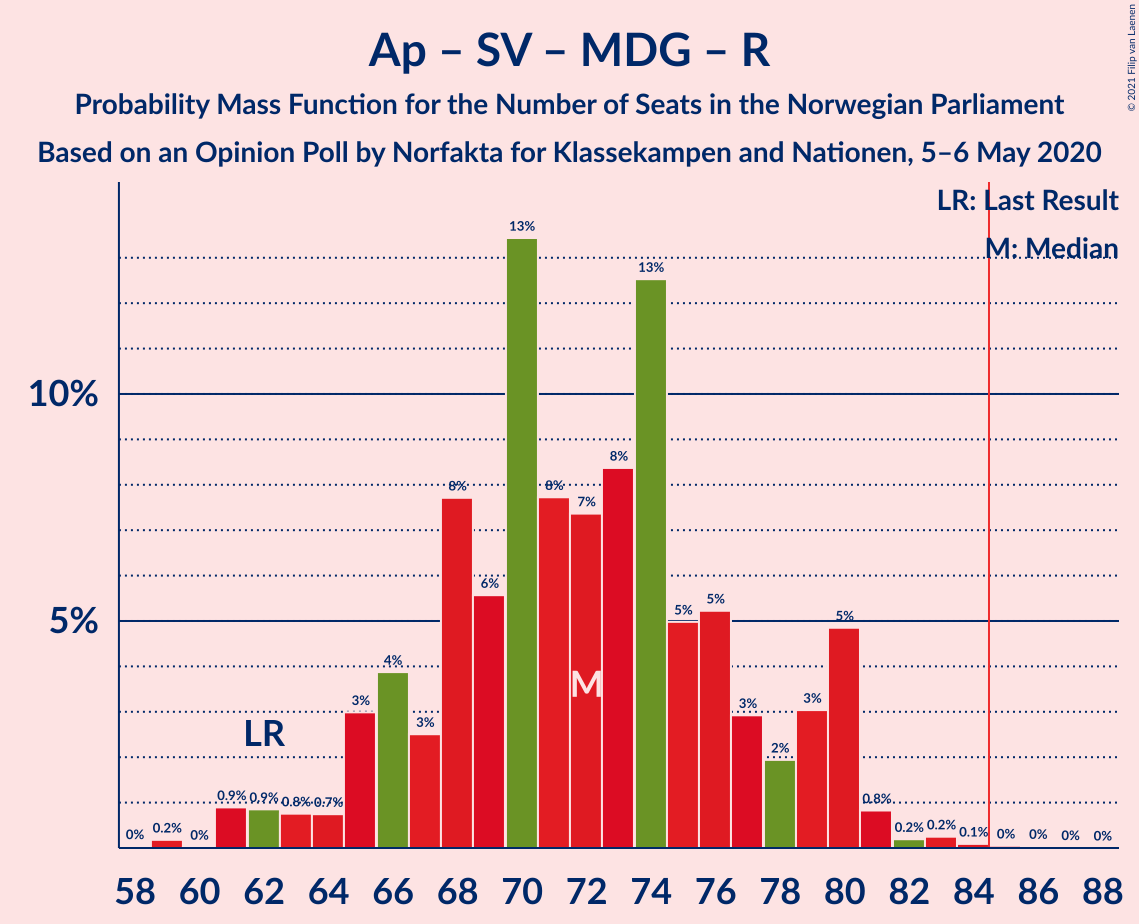 Ap – SV – MDG – R
Probability Mass Function for the Number of Seats in the Norwegian Parliament
Based on an Opinion Poll by Norfakta for Klassekampen and Nationen, 5–6 May 2020
© 2021 Filip van Laenen
LR: Last Result
M: Median
10%
5%
0% 0.2% 0% 0.9% 0.9% 0.8% 0.7% 3% 4% 3% 8% 6% 13% 8% 7% 8% 13% 5% 5% 3% 2% 3% 5% 0.8% 0.2% 0.2% 0.1% 0% 0% 0% 0%
LR
M
58 60 62 64 66 68 70 72 74 76 78 80 82 84 86 88